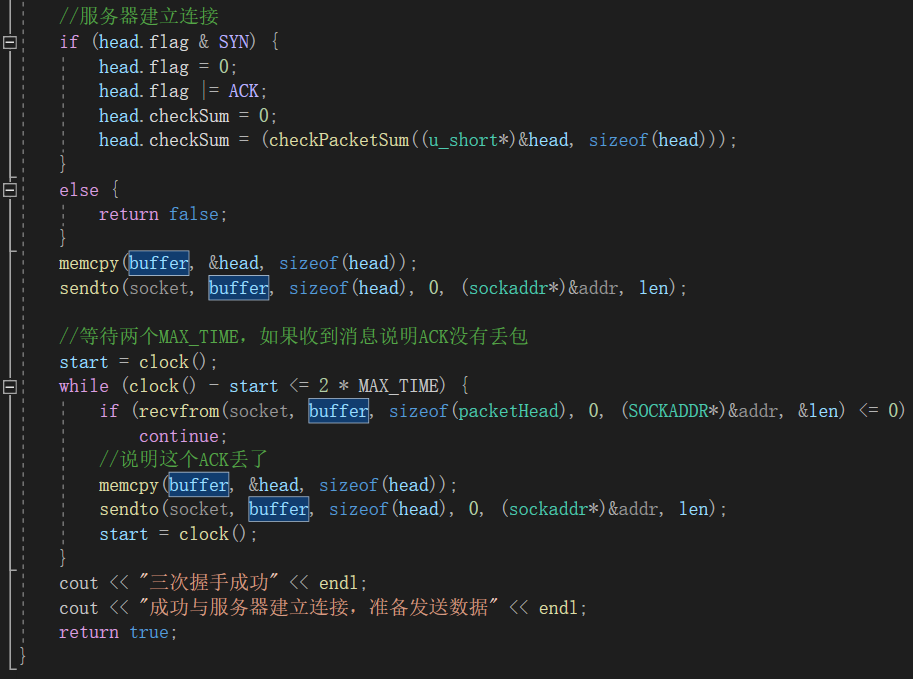 //服务器建立连接
if (head.flag & SYN) {
head.flag = 0;
head.flag |= ACK;
head.checkSum = 0;
head.checkSum = (checkPacketSum((u_short*)&head, sizeof(head)));
}
else {
return false;
}
memcpy(buffer, &head, sizeof(head));
sendto(socket, buffer, sizeof(head), 0, (sockaddr*)&addr, len);
//等待两个MAX_TIME，如果收到消息说明ACK没有丢包
start = clock();
while (clock() - start <= 2 * MAX_TIME) {
if (recvfrom(socket, buffer, sizeof(packetHead), 0, (SOCKADDR*)&addr, &len) <= 0)
continue;
//说明这个ACK丢了
memcpy(buffer, &head, sizeof(head));
sendto(socket, buffer, sizeof(head), 0, (sockaddr*)&addr, len);
start = clock();
}
cout << "三次握手成功" << endl;
cout << "成功与服务器建立连接，准备发送数据" << endl;
return true;
}